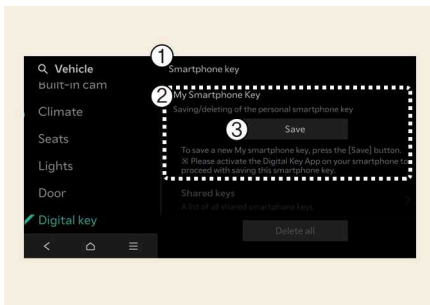 Vehicle
Built-in cam
Climate
Seats
Lights
Door
Digital key
1
Smartphone key
2
My Smartphone Key
Saving/deleting of the personal smartphone key
3
Save
To save a new My smartphone key, press the [Save] button.
※ Please activate the Digital Key App on your smartphone to
proceed with saving this smartphone key.
Shared keys
A list of all shared smartphone keys.
Delete all